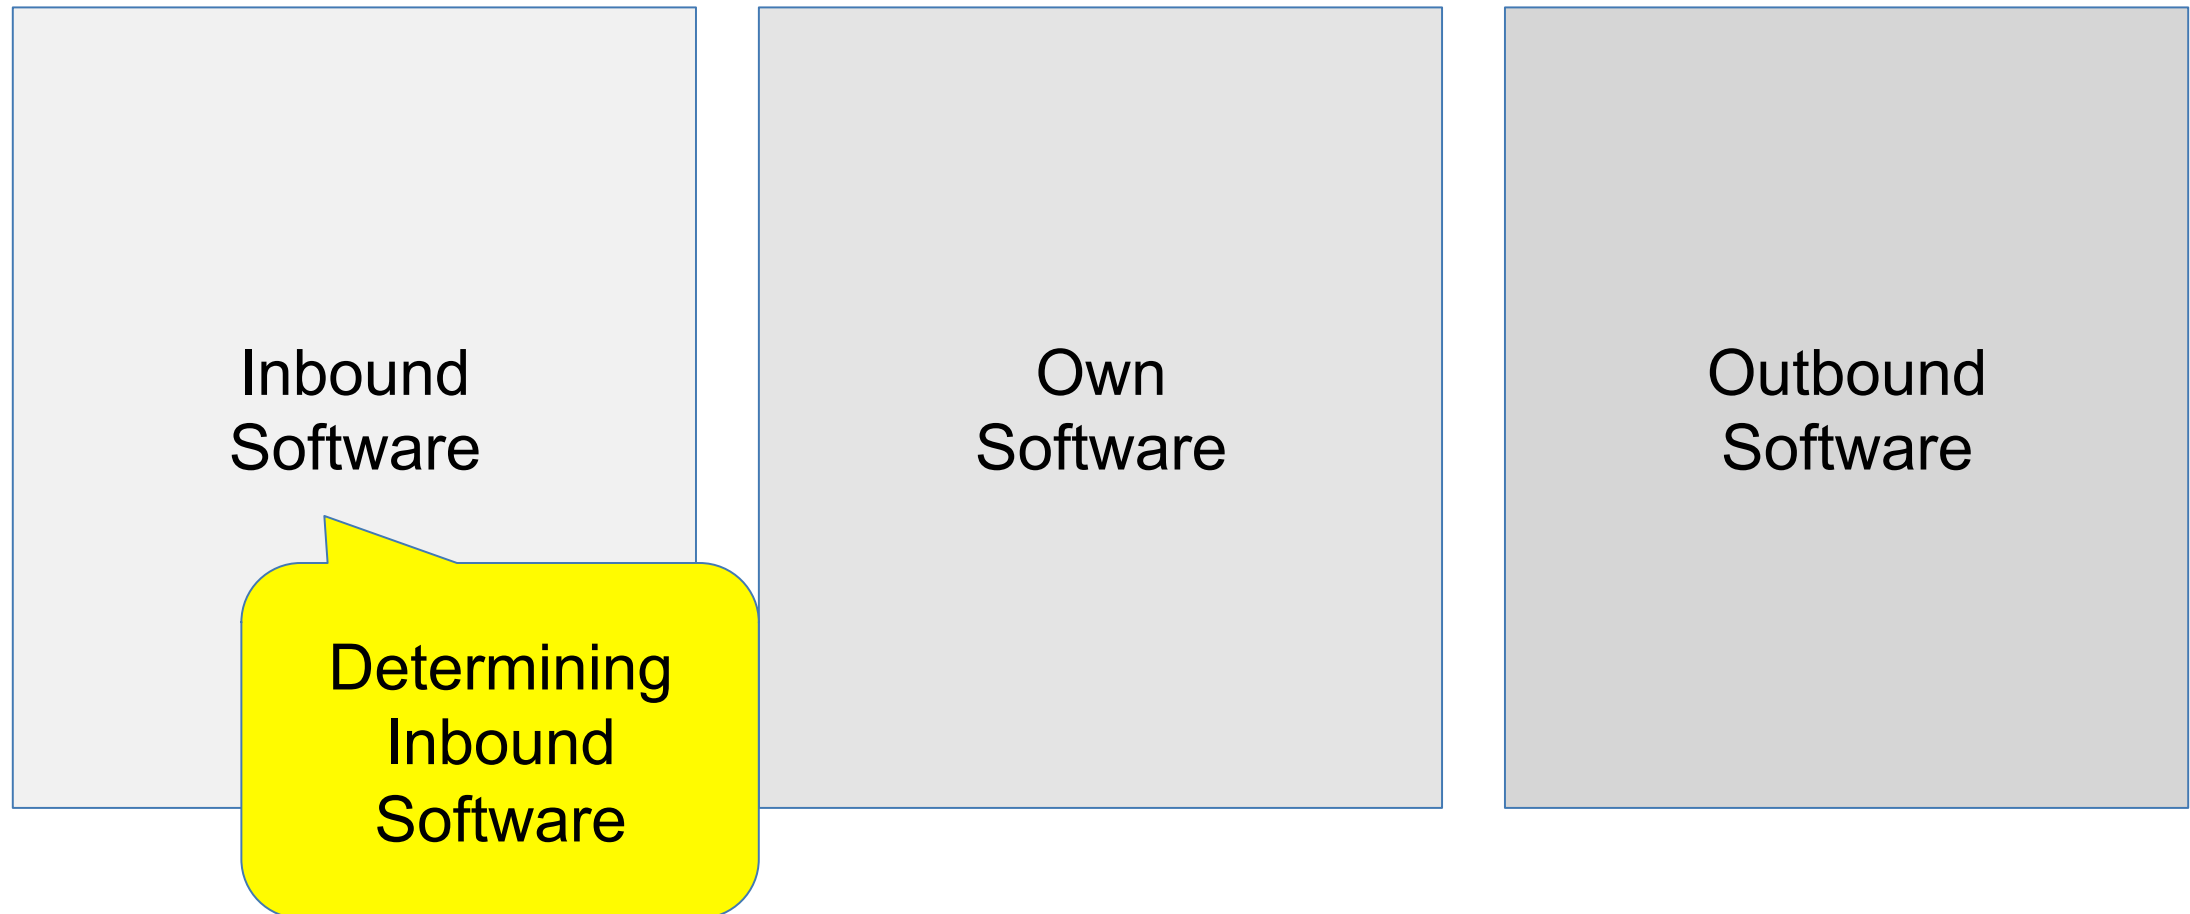 Inbound
Software
Own
Software
Outbound
Software
Determining
Inbound
Software